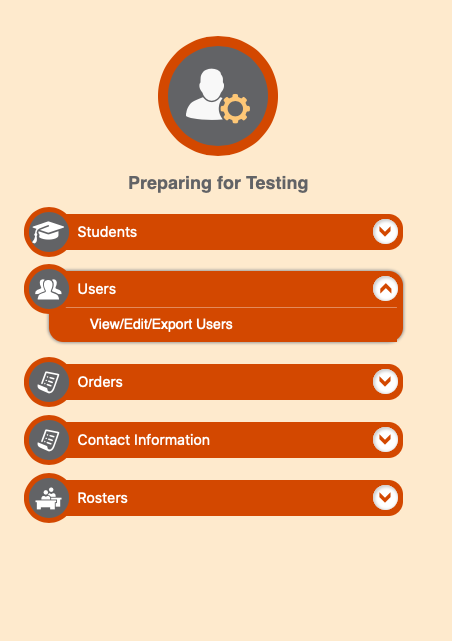 Preparing for Testing
Students
Users
View/Edit/Export Users
Orders
Contact Information
Rosters